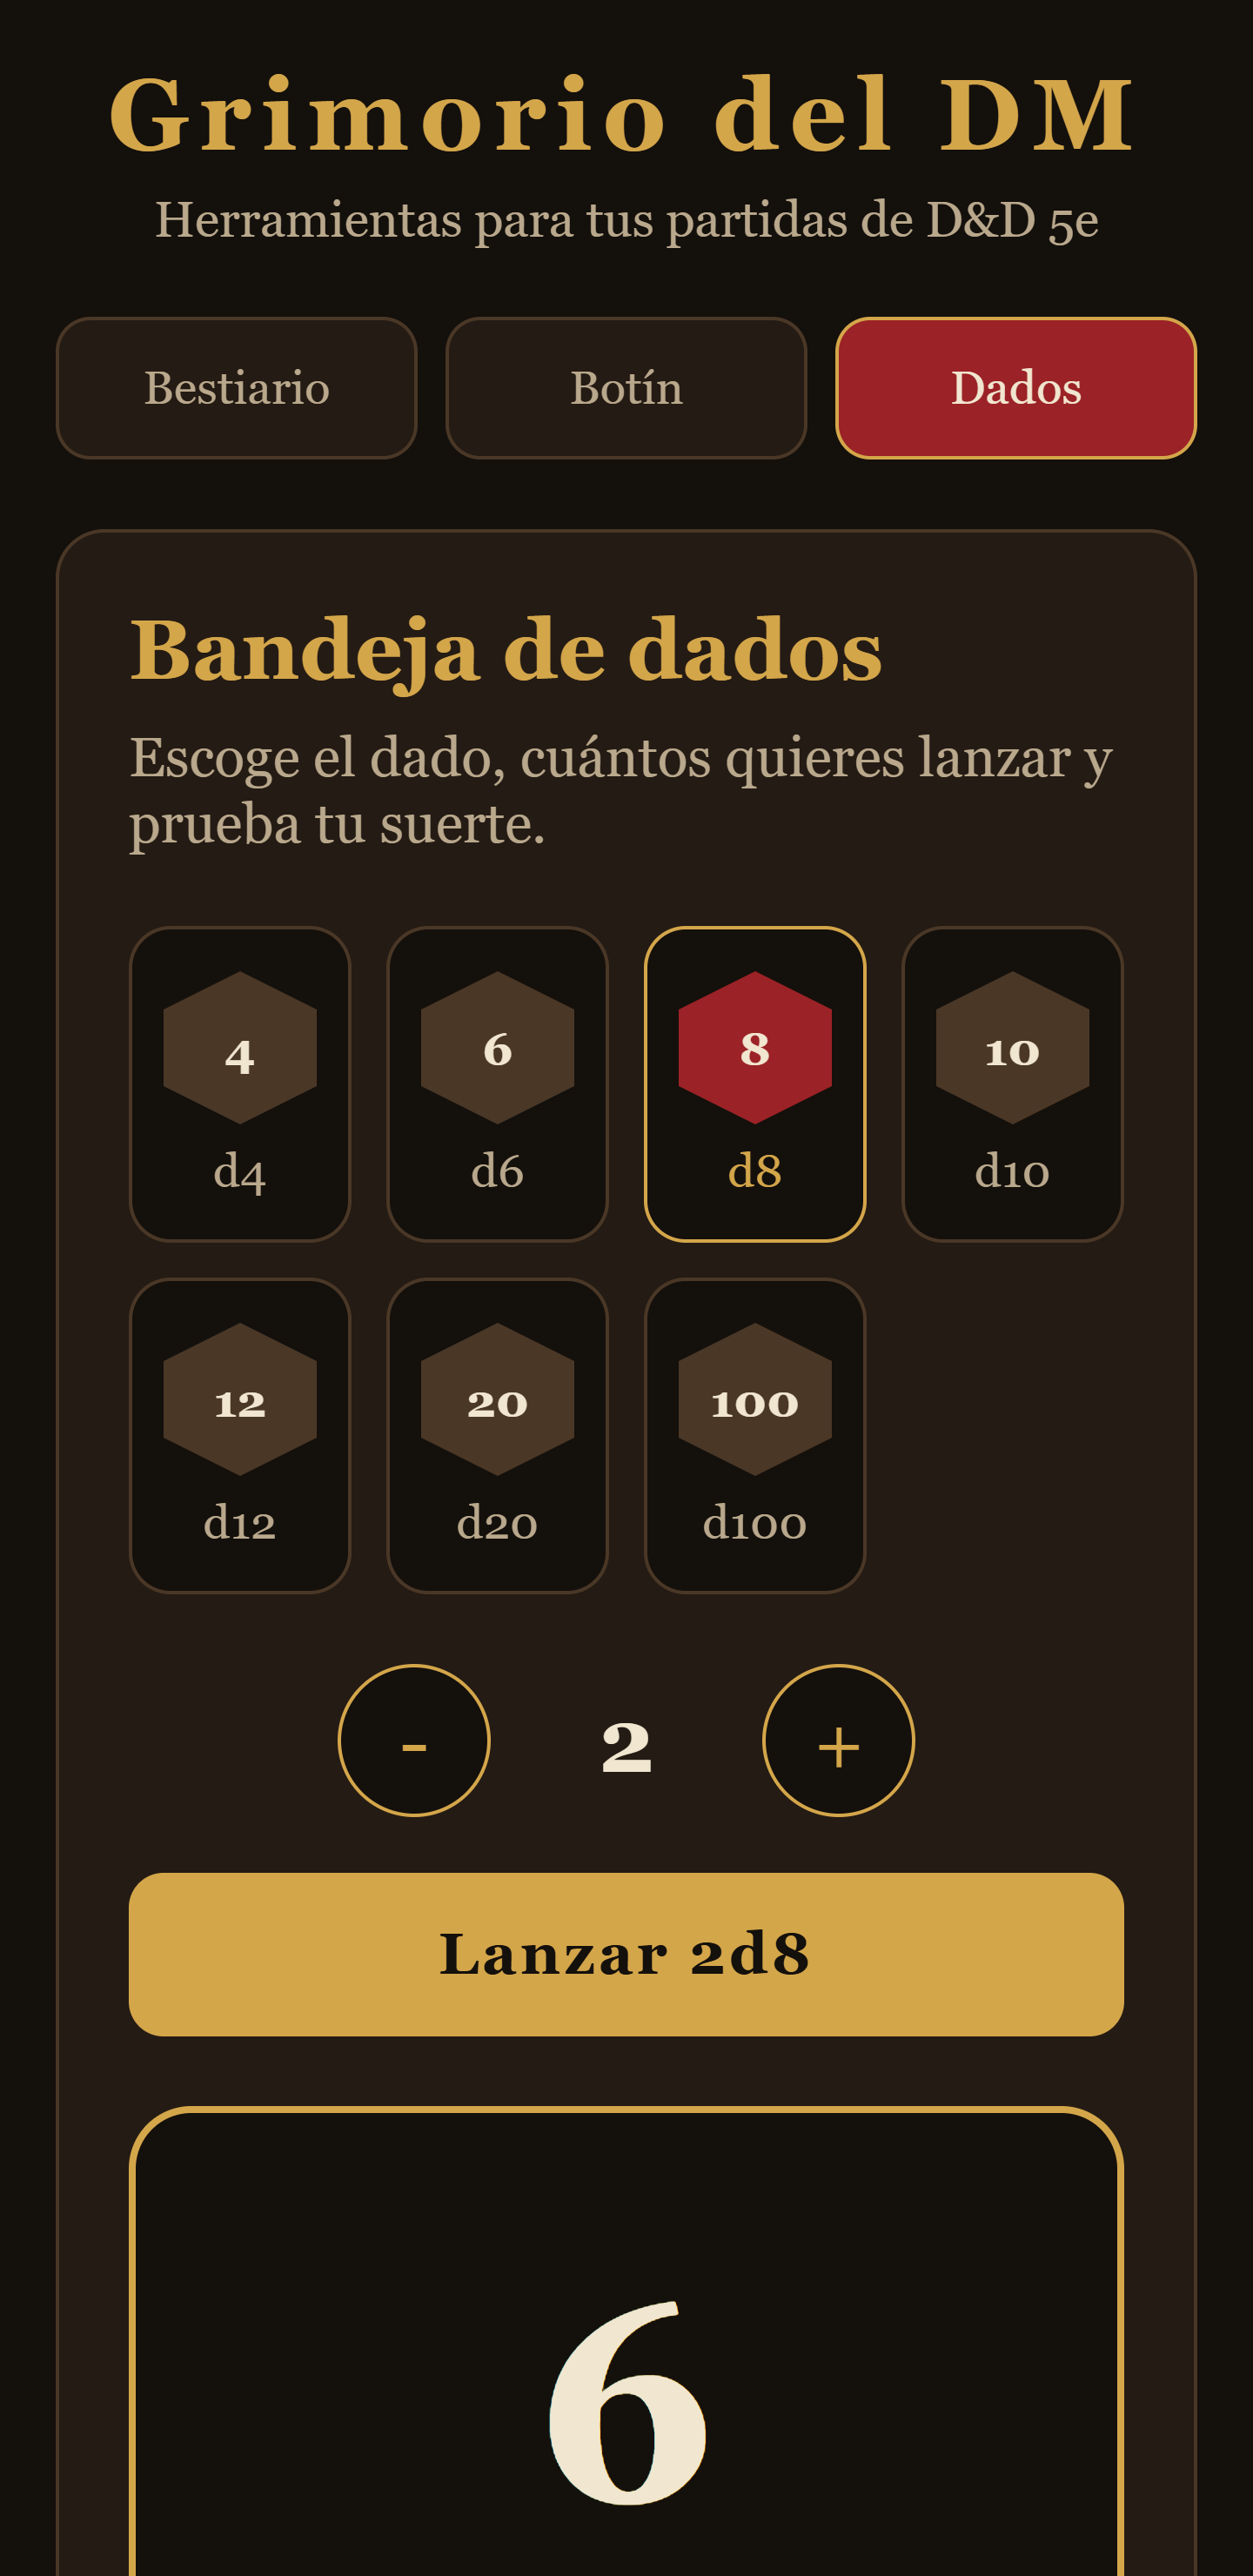 Grimorio del DM
Herramientas para tus partidas de D&D 5e
Bestiario
Botín
Dados
Bandeja de dados
Escoge el dado, cuántos quieres lanzar y
prueba tu suerte.
4
6
8
10
d4
d6
d8
d10
12
20
100
d12
d20
d100
-
2
+
Lanzar 2d8
6